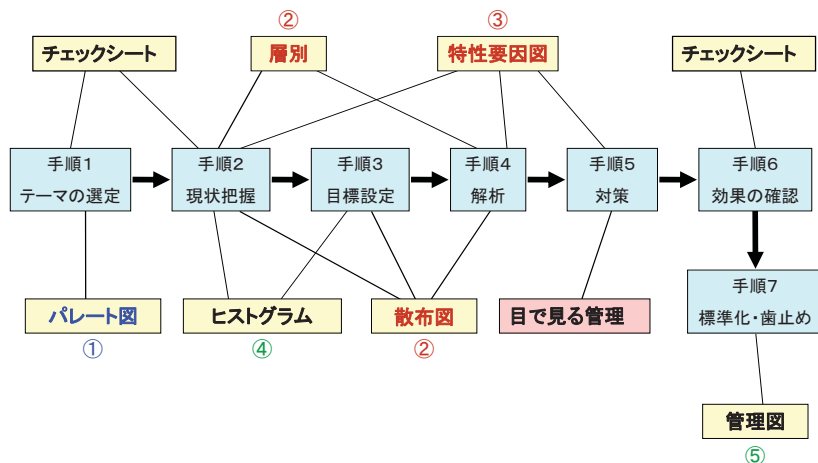 ②
③
チェックシート
層別
特性要因図
チェックシート
手順1
テーマの選定
手順2
現状把握
手順3
目標設定
手順4
解析
手順5
対策
手順6
効果の確認
手順7
標準化・歯止め
パレート図
ヒストグラム
散布図
目で見る管理
①
④
②
管理図
⑤